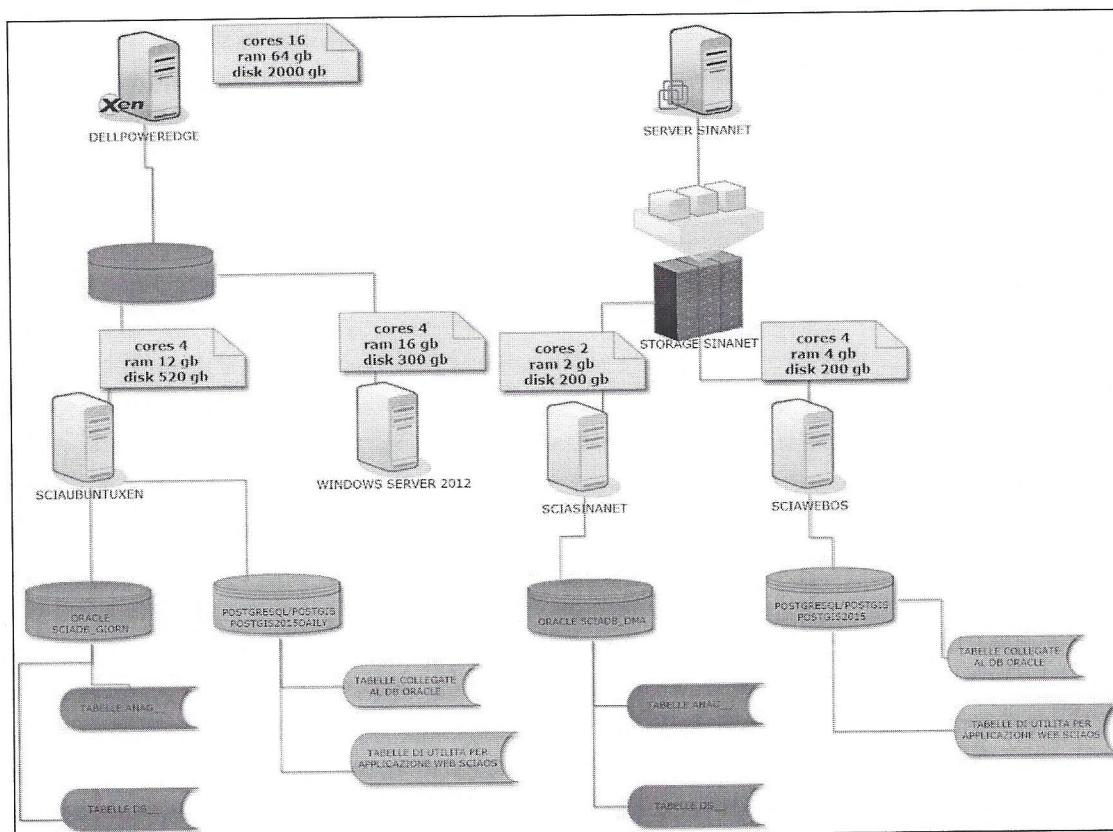 cores 16
ram 64 gb
disk 2000 gb
Xen
DELLPOWEREDGE
SERVER SINANET
STORAGE SINANET
cores 4
ram 12 gb
disk 520 gb
cores 4
ram 16 gb
disk 300 gb
cores 2
ram 2 gb
disk 200 gb
cores 4
ram 4 gb
disk 200 gb
SCIAUBUNTUXEN
WINDOWS SERVER 2012
SCIASINANET
SCIAWEBOS
ORACLE
SCIADB_GIORN
POSTGRESQL/POSTGIS
POSTGIS2015DAILY
ORACLE SCIADB_DMA
POSTGRESQL/POSTGIS
POSTGIS2015
TABELLE ANAG__
TABELLE COLLEGATE
AL DB ORACLE
TABELLE ANAG__
TABELLE COLLEGATE
AL DB ORACLE
TABELLE DI UTILITA PER
APPLICAZIONE WEB SCIAOS
TABELLE DI UTILITA PER
APPLICAZIONE WEB SCIAOS
TABELLE DS__
TABELLE DS__